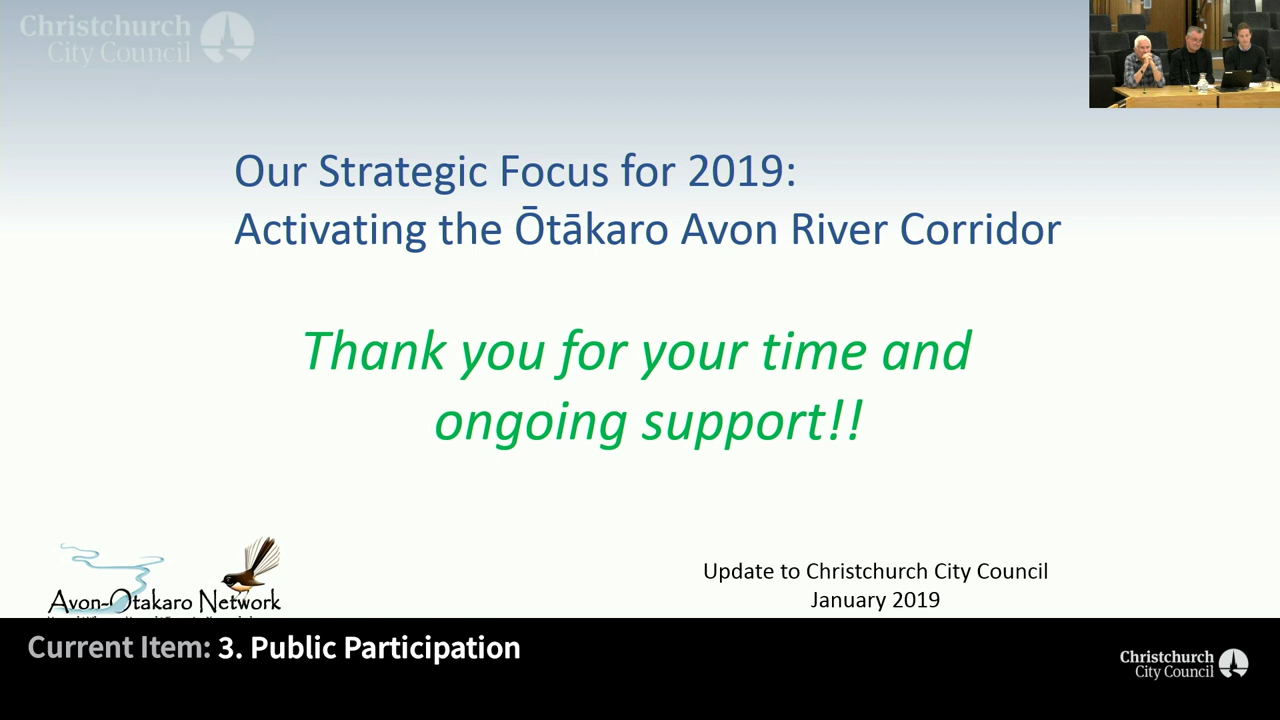 Christchurch
City Council
Our Strategic Focus for 2019:
Activating the Ōtākaro Avon River Corridor
Thank you for your time and
ongoing support!!
Avon-Otakaro Network
Update to Christchurch City Council
January 2019
Current Item: 3. Public Participation
Christchurch
City Council